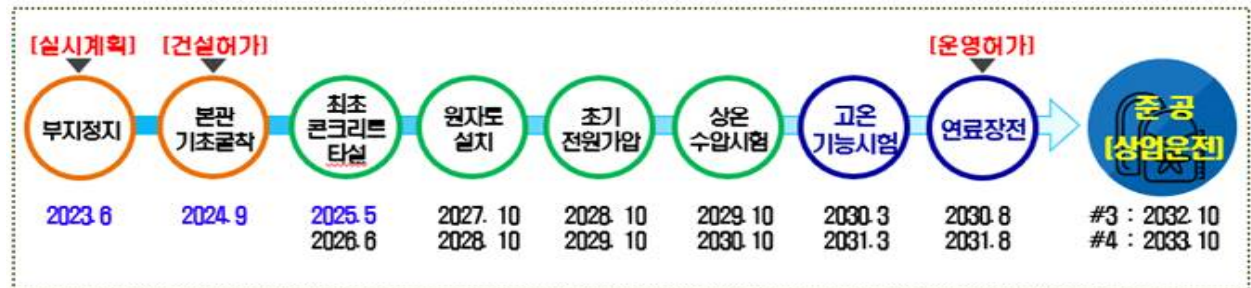 [실시계획] [건설허가] [운영허가]
부지정지
본관
기초굴착
최초
콘크리트
타설
원자로
설치
초기
전원가압
상온
수압시험
고온
기능시험
연료장전
준 공
[상업운전]
2023. 6
2024. 9
2025. 5
2026. 6
2027. 10
2028. 10
2028. 10
2029. 10
2029. 10
2030. 10
2030. 3
2031. 3
2030. 8
2031. 8
#3 : 2032. 10
#4 : 2033. 10